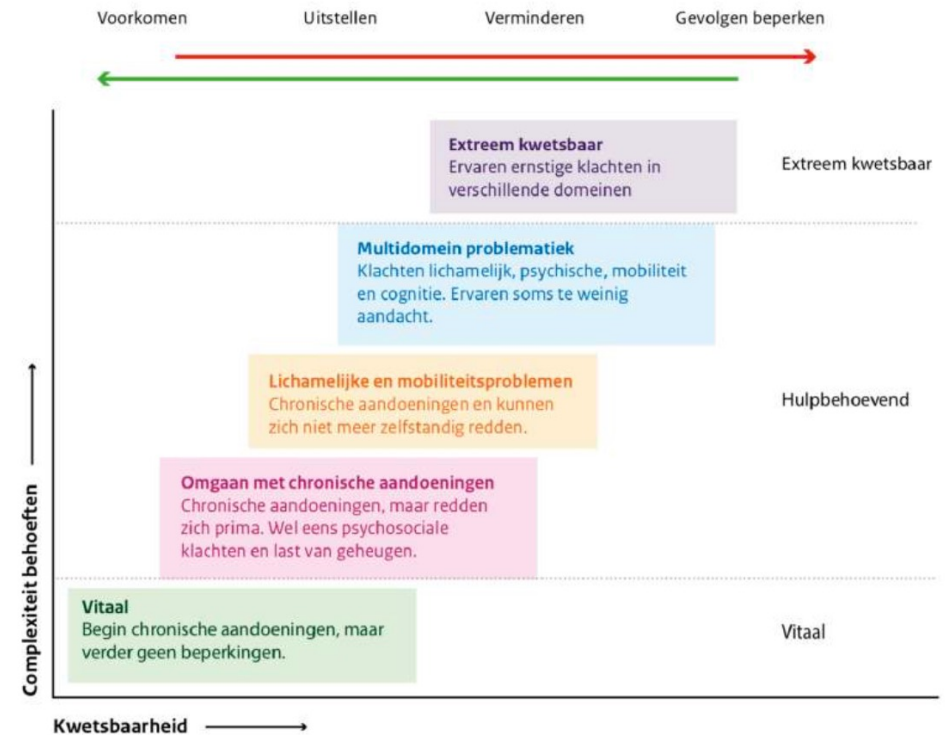 Voorkomen Uitstellen Verminderen Gevolgen beperken
Extreem kwetsbaar
Ervaren ernstige klachten in
verschillende domeinen
Extreem kwetsbaar
Multidomein problematiek
Klachten lichamelijk, psychische, mobiliteit
en cognitie. Ervaren soms te weinig
aandacht.
Lichamelijke en mobiliteitsproblemen
Chronische aandoeningen en kunnen
zich niet meer zelfstandig redden.
Hulpbehoevend
Omgaan met chronische aandoeningen
Chronische aandoeningen, maar redden
zich prima. Wel eens psychosociale
klachten en last van geheugen.
Vitaal
Begin chronische aandoeningen, maar
verder geen beperkingen.
Vitaal
Complexiteit behoeften
Kwetsbaarheid